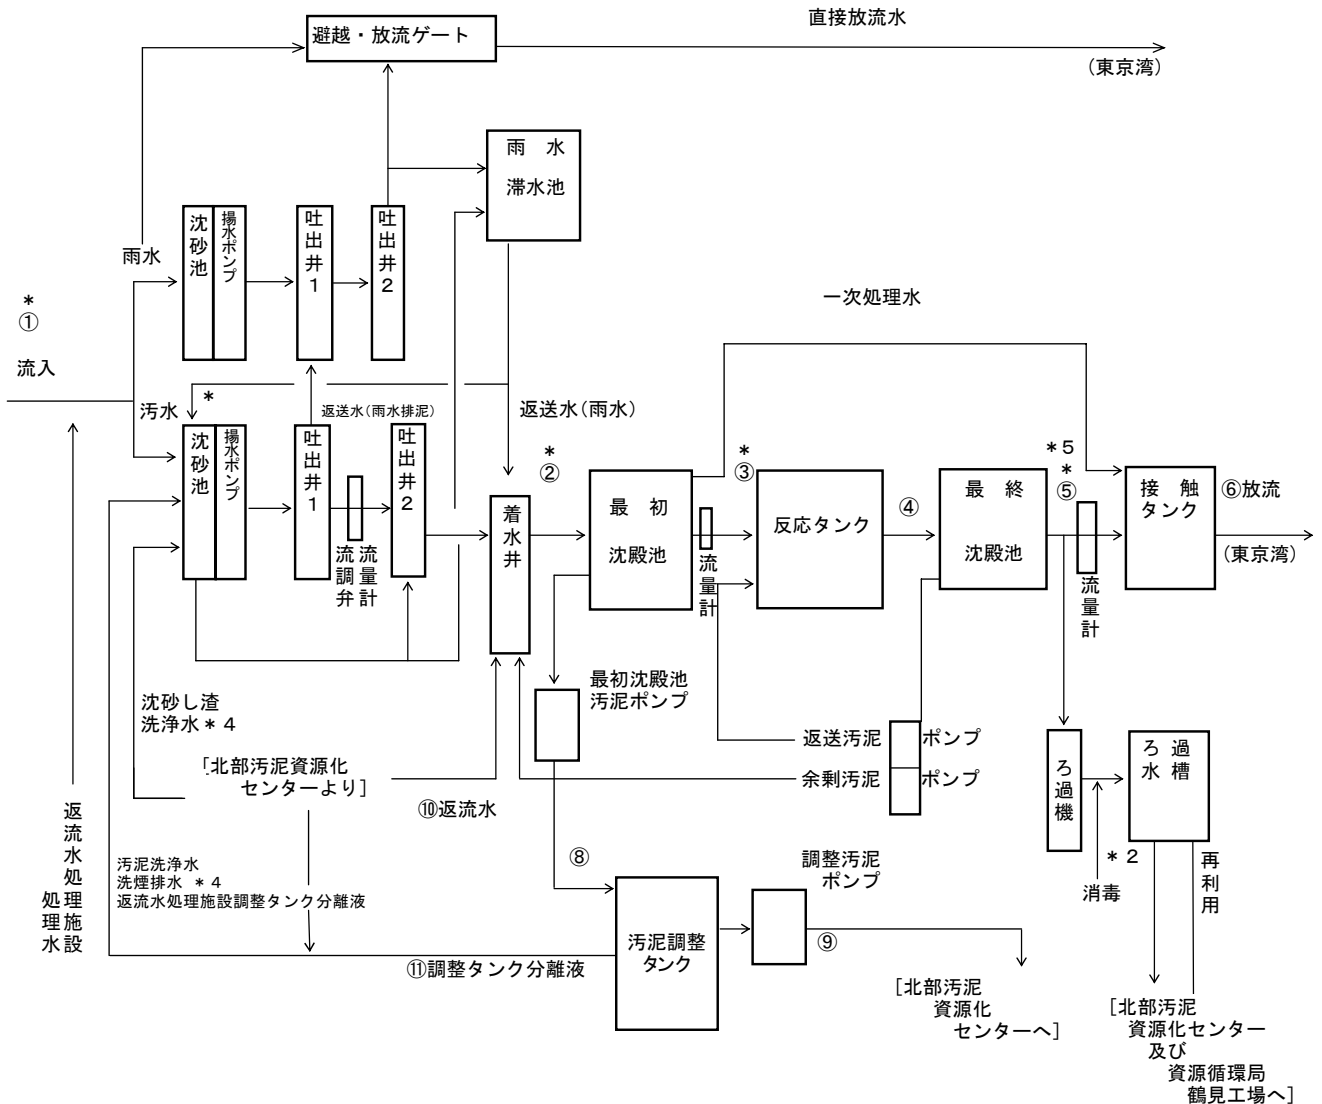 直接放流水
避越・放流ゲート
(東京湾)
雨　水
滞水池
沈砂池
揚水ポンプ
吐出井1
吐出井2
雨水
一次処理水
*
①
流入
汚水
*
返送水(雨水排泥)
返送水(雨水)
沈砂池
揚水ポンプ
吐出井1
流調弁
流量計
吐出井2
着水井
*
②
最　初
沈殿池
流量計
*
③
反応タンク
④
最　終
沈殿池
*5
*
⑤
流量計
接　触
タンク
⑥放流
(東京湾)
最初沈殿池
汚泥ポンプ
沈砂し渣
洗浄水*4
[北部汚泥資源化
センターより]
⑩返流水
返送汚泥
ポンプ
余剰汚泥
ポンプ
ろ過機
ろ過
水槽
*2
消毒
再利用
返流水処理施設
処理水
汚泥洗浄水
洗煙排水 *4
返流水処理施設調整タンク分離液
⑧
調整汚泥
ポンプ
汚泥調整
タンク
⑨
⑪調整タンク分離液
[北部汚泥
資源化
センターへ]
[北部汚泥
資源化センター
及び
資源循環局
鶴見工場へ]